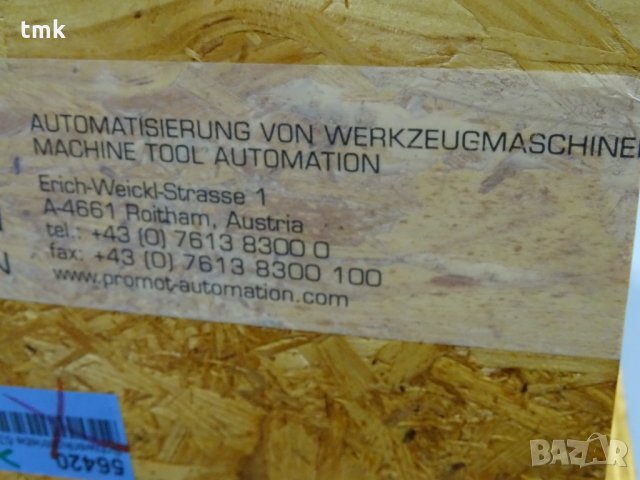 tmk
AUTOMATISIERUNG VON WERKZEUGMASCHINEN
MACHINE TOOL AUTOMATION
Erich-Weickl-Strasse 1
A-4661 Roitham, Austria
tel.: +43 (0) 7613 8300 0
fax: +43 (0) 7613 8300 100
www.promot-automation.com
N
56420
BAZAR